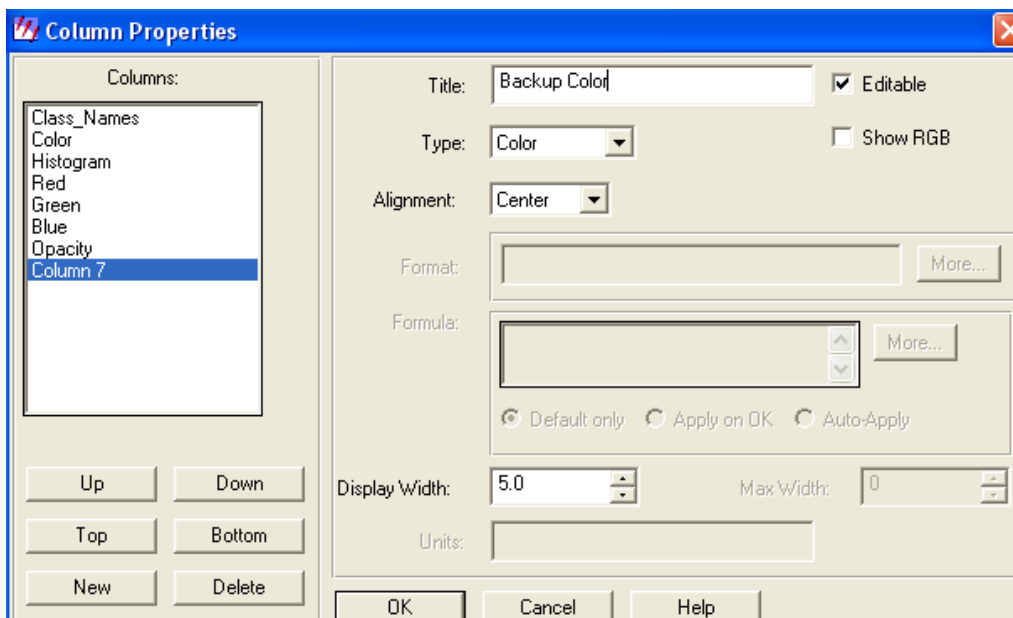 Column Properties
Columns:
Class_Names
Color
Histogram
Red
Green
Blue
Opacity
Column 7
Up Down
Top Bottom
New Delete
Title: Backup Color Editable
Type: Color Show RGB
Alignment: Center
Format: More...
Formula: More...
Default only Apply on OK Auto-Apply
Display Width: 5.0 Max Width: 0
Units:
OK Cancel Help